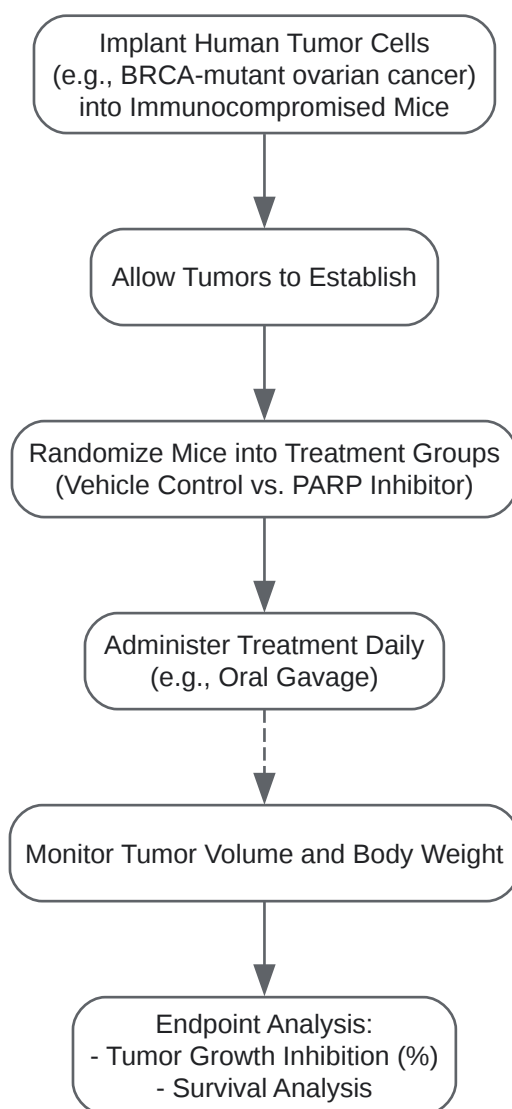 Implant Human Tumor Cells
(e.g., BRCA-mutant ovarian cancer)
into Immunocompromised Mice
Allow Tumors to Establish
Randomize Mice into Treatment Groups
(Vehicle Control vs. PARP Inhibitor)
Administer Treatment Daily
(e.g., Oral Gavage)
Monitor Tumor Volume and Body Weight
Endpoint Analysis:
- Tumor Growth Inhibition (%)
- Survival Analysis